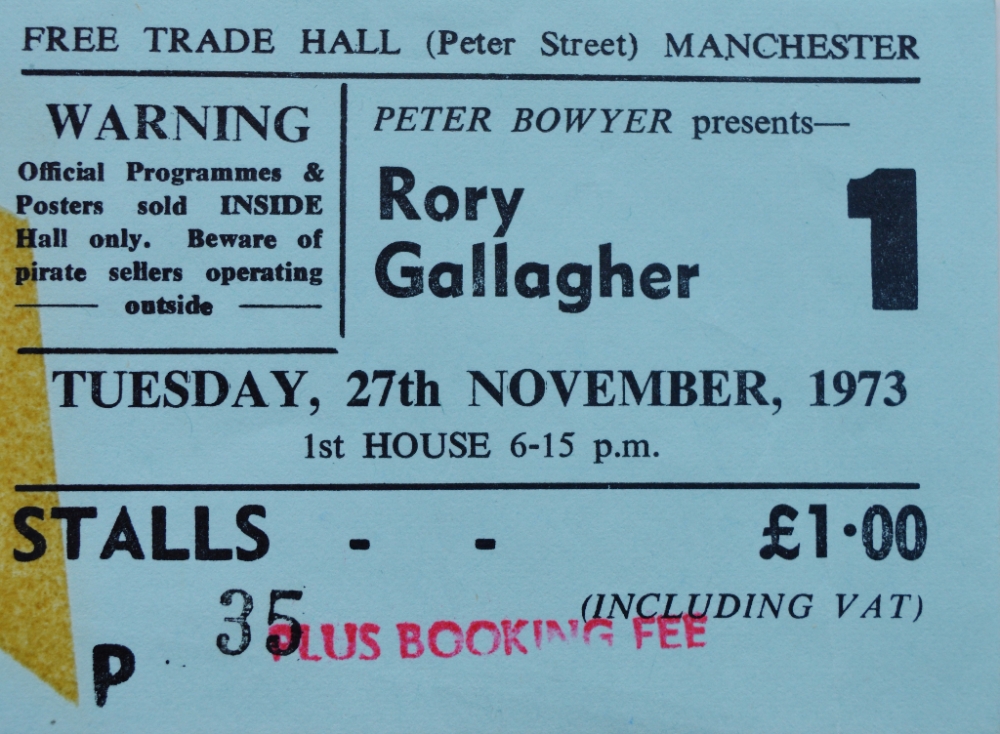 FREE TRADE HALL (Peter Street) MANCHESTER
WARNING
Official Programmes &
Posters sold INSIDE
Hall only. Beware of
pirate sellers operating
outside
PETER BOWYER presents—
Rory
Gallagher
1
TUESDAY, 27th NOVEMBER, 1973
1st HOUSE 6-15 p.m.
STALLS - - £1·00
(INCLUDING VAT)
35
PLUS BOOKING FEE
P